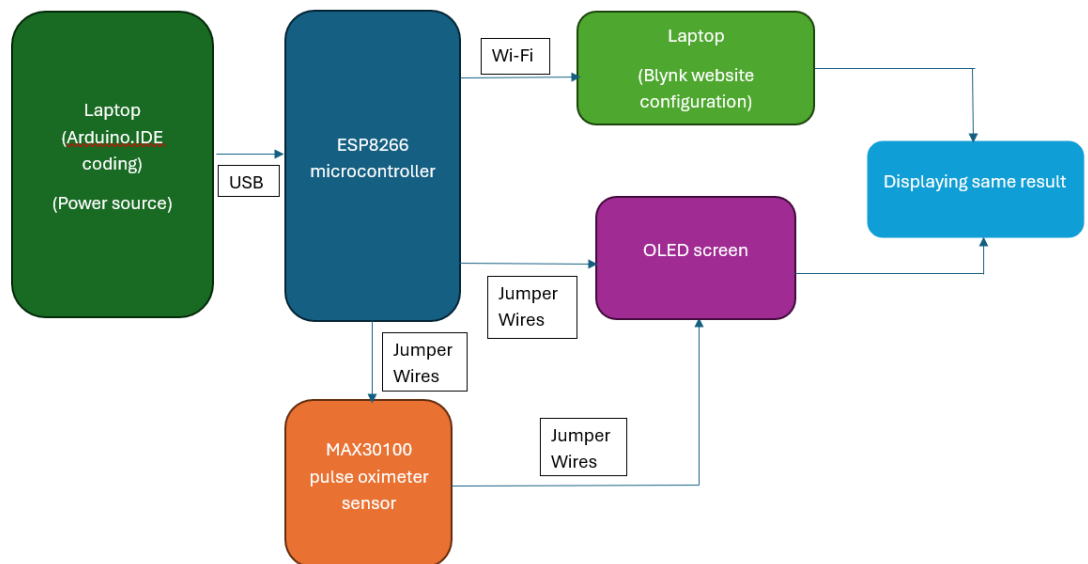 Laptop
(Arduino.IDE
coding)
(Power source)
USB
ESP8266
microcontroller
Wi-Fi
Laptop
(Blynk website
configuration)
Displaying same result
OLED screen
Jumper
Wires
Jumper
Wires
MAX30100
pulse oximeter
sensor
Jumper
Wires